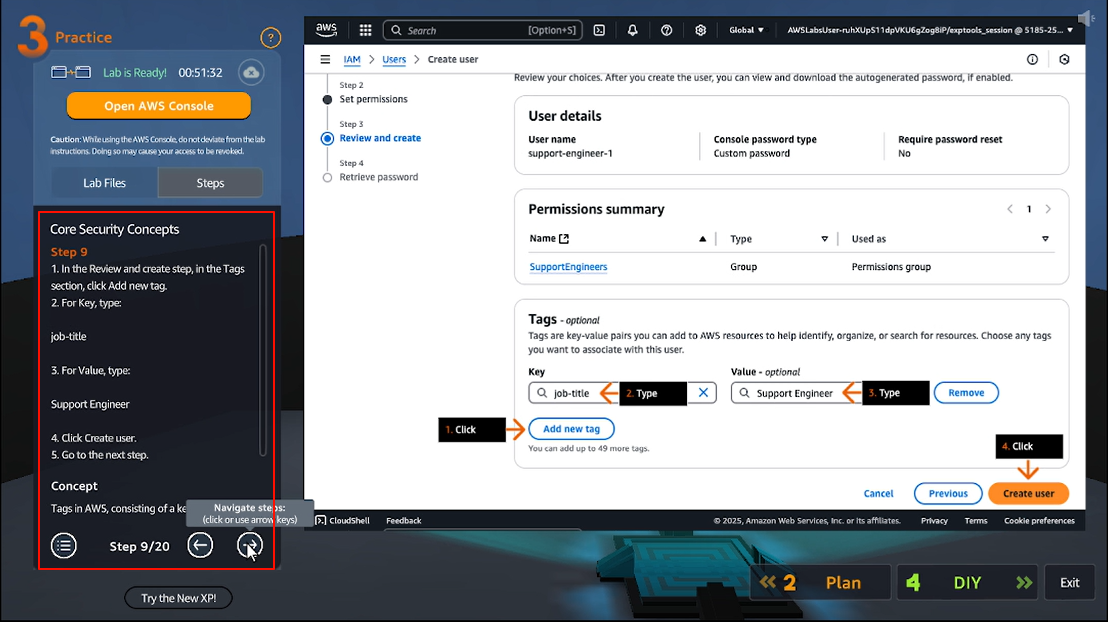 3 Practice
?
Lab is Ready! 00:51:32
Open AWS Console
Caution: While using the AWS Console, do not deviate from the lab
instructions. Doing so may cause your access to be revoked.
Lab Files
Steps
Core Security Concepts
Step 9
1. In the Review and create step, in the Tags
section, click Add new tag.
2. For Key, type:
job-title
3. For Value, type:
Support Engineer
4. Click Create user.
5. Go to the next step.
Concept
Tags in AWS, consisting of a ke
Navigate steps:
(click or use arrow keys)
Step 9/20
Try the New XP!
aws
Search
[Option+S]
Global
AWSLabsUser-ruhXUpS11dpVKU6gZog8iP/exptools_session @ 5185-25...
IAM > Users > Create user
Step 2
Set permissions
Step 3
Review and create
Step 4
Retrieve password
Review your choices. After you create the user, you can view and download the autogenerated password, if enabled.
User details
User name
support-engineer-1
Console password type
Custom password
Require password reset
No
Permissions summary
1
Name
Type
Used as
SupportEngineers
Group
Permissions group
Tags - optional
Tags are key-value pairs you can add to AWS resources to help identify, organize, or search for resources. Choose any tags
you want to associate with this user.
Key
Value - optional
job-title
2. Type
Support Engineer
3. Type
Remove
1. Click
Add new tag
You can add up to 49 more tags.
4. Click
Cancel
Previous
Create user
CloudShell
Feedback
© 2025, Amazon Web Services, Inc. or its affiliates.
Privacy
Terms
Cookie preferences
2 Plan
4 DIY
Exit